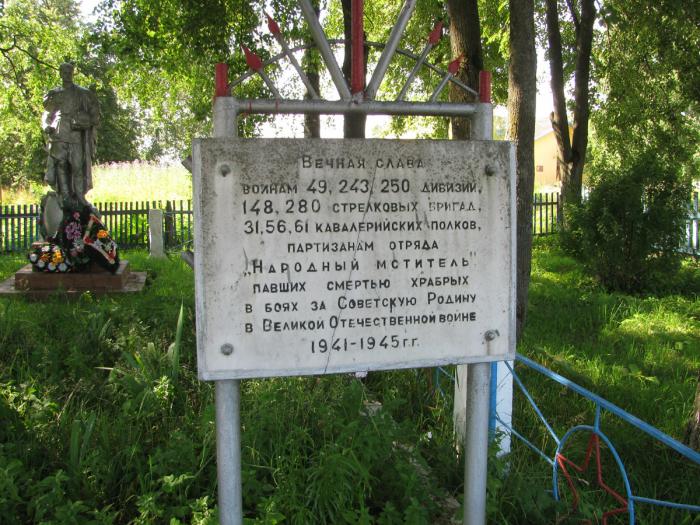 Вечная слава
воинам 49, 243, 250 дивизий,
148, 280 стрелковых бригад,
31, 56, 61 кавалерийских полков,
партизанам отряда
„Народный мститель"
павших смертью храбрых
в боях за Советскую Родину
в Великой Отечественной войне
1941-1945 г.г.